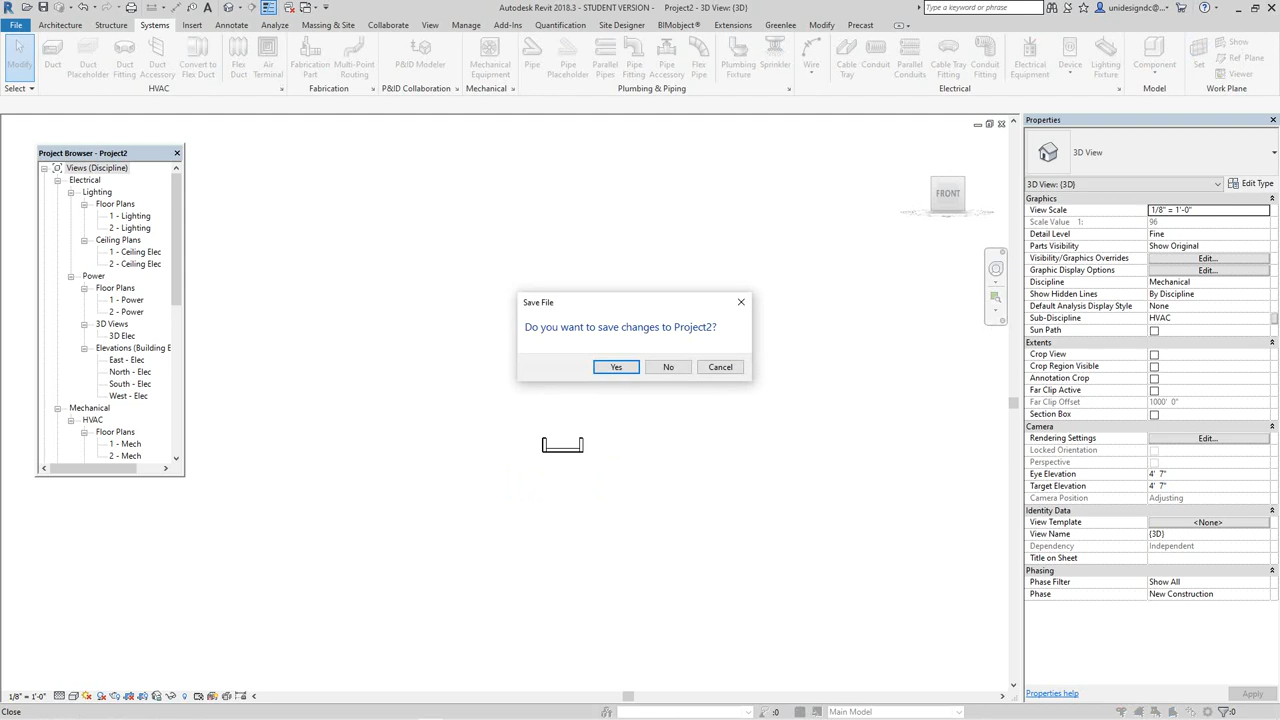 Autodesk Revit 2018.3 - STUDENT VERSION - Project2 - 3D View: {3D}
Type a keyword or phrase
unidesigndc@...
File Architecture Structure Systems Insert Annotate Analyze Massing & Site Collaborate View Manage Add-Ins Quantification Site Designer BIMobject® Extensions Greenlee Modify Precast
Modify
Duct
Duct Placeholder
Duct Fitting
Duct Accessory
Convert to Flex Duct
Flex Duct
Air Terminal
Fabrication Part
Multi-Point Routing
P&ID Modeler
Mechanical Equipment
Pipe
Pipe Placeholder
Parallel Pipes
Pipe Fitting
Pipe Accessory
Flex Pipe
Plumbing Fixture
Sprinkler
Wire
Cable Tray
Conduit
Parallel Conduits
Cable Tray Fitting
Conduit Fitting
Electrical Equipment
Device
Lighting Fixture
Component
Set
Show
Ref Plane
Viewer
Select HVAC Fabrication P&ID Collaboration Mechanical Plumbing & Piping Electrical Model Work Plane
Project Browser - Project2
Views (Discipline)
Electrical
Lighting
Floor Plans
1 - Lighting
2 - Lighting
Ceiling Plans
1 - Ceiling Elec
2 - Ceiling Elec
Power
Floor Plans
1 - Power
2 - Power
3D Views
3D Elec
Elevations (Building E
East - Elec
North - Elec
South - Elec
West - Elec
Mechanical
HVAC
Floor Plans
1 - Mech
2 - Mech
FRONT
Save File
Do you want to save changes to Project2?
Yes No Cancel
Properties
3D View
3D View: {3D} Edit Type
Graphics
View Scale 1/8" = 1'-0"
Scale Value 1: 96
Detail Level Fine
Parts Visibility Show Original
Visibility/Graphics Overrides Edit...
Graphic Display Options Edit...
Discipline Mechanical
Show Hidden Lines By Discipline
Default Analysis Display Style None
Sub-Discipline HVAC
Sun Path
Extents
Crop View
Crop Region Visible
Annotation Crop
Far Clip Active
Far Clip Offset 1000' 0"
Section Box
Camera
Rendering Settings Edit...
Locked Orientation
Perspective
Eye Elevation 4' 7"
Target Elevation 4' 7"
Camera Position Adjusting
Identity Data
View Template <None>
View Name {3D}
Dependency Independent
Title on Sheet
Phasing
Phase Filter Show All
Phase New Construction
Properties help Apply
1/8" = 1'-0"
Close :0 Main Model :0